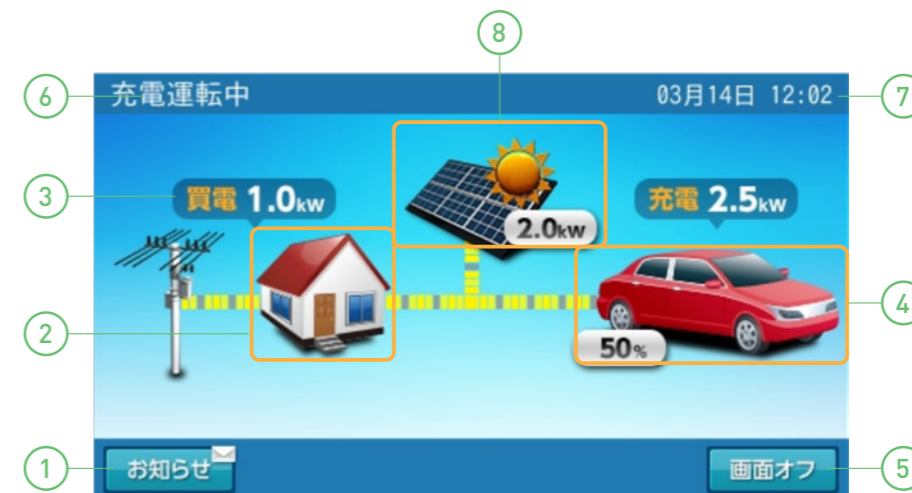 ⑧
⑥ 充電運転中 03月14日 12:02 ⑦
③ 買電 1.0kW 充電 2.5kW
2.0kW
④
② 50%
① お知らせ 画面オフ ⑤